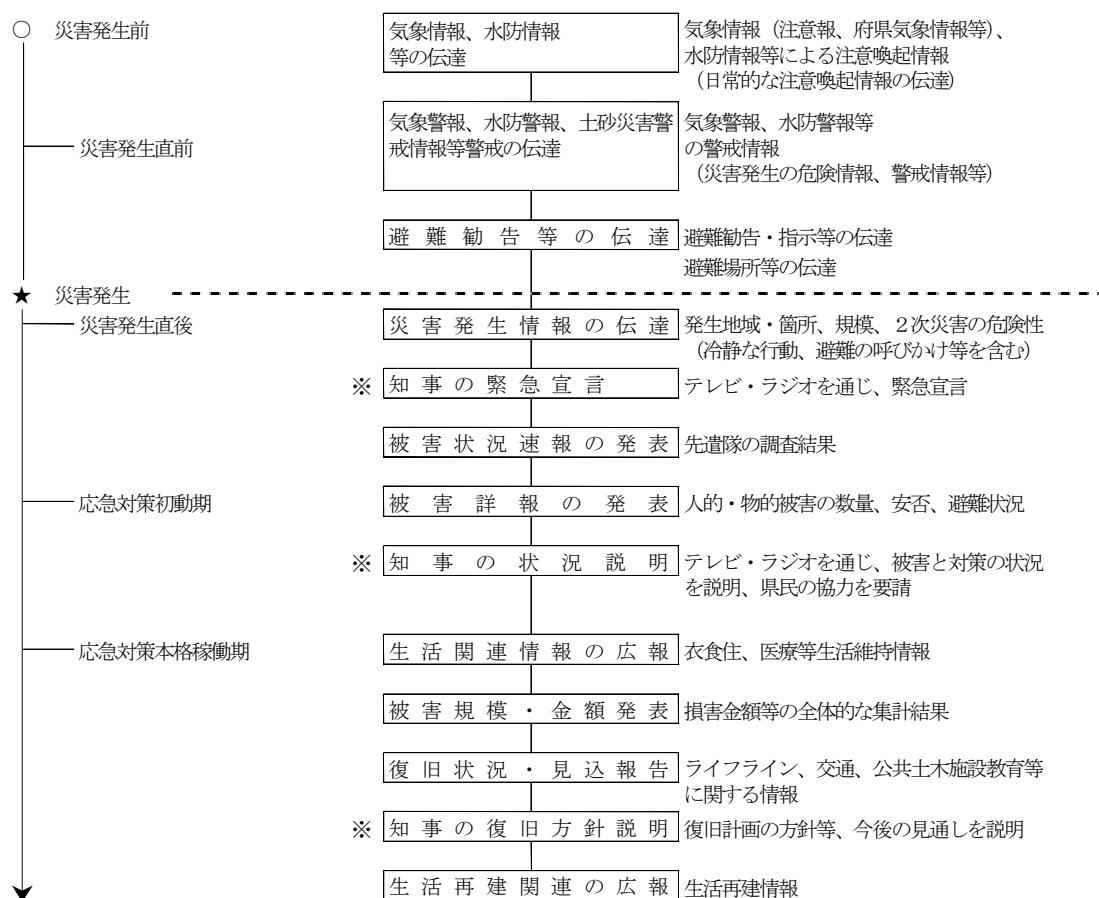 ○ 災害発生前
気象情報、水防情報
等の伝達
気象情報（注意報、府県気象情報等）、
水防情報等による注意喚起情報
（日常的な注意喚起情報の伝達）
災害発生直前
気象警報、水防警報、土砂災害警
戒情報等警戒の伝達
気象警報、水防警報等
の警戒情報
（災害発生の危険情報、警戒情報等）
避難勧告等の伝達
避難勧告・指示等の伝達
避難場所等の伝達
★ 災害発生
災害発生直後
災害発生情報の伝達
発生地域・箇所、規模、２次災害の危険性
（冷静な行動、避難の呼びかけ等を含む）
※ 知事の緊急宣言
テレビ・ラジオを通じ、緊急宣言
被害状況速報の発表
先遣隊の調査結果
応急対策初動期
被害詳報の発表
人的・物的被害の数量、安否、避難状況
※ 知事の状況説明
テレビ・ラジオを通じ、被害と対策の状況
を説明、県民の協力を要請
応急対策本格稼働期
生活関連情報の広報
衣食住、医療等生活維持情報
被害規模・金額発表
損害金額等の全体的な集計結果
復旧状況・見込報告
ライフライン、交通、公共土木施設教育等
に関する情報
※ 知事の復旧方針説明
復旧計画の方針等、今後の見通しを説明
生活再建関連の広報
生活再建情報